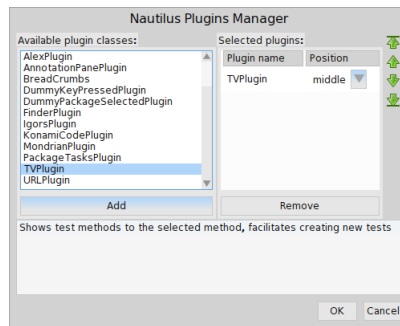 Nautilus Plugins Manager
Available plugin classes:
Selected plugins:
AlexPlugin
AnnotationPanePlugin
BreadCrumbs
DummyKeyPressedPlugin
DummyPackageSelectedPlugin
FinderPlugin
IgorsPlugin
KonamiCodePlugin
MondrianPlugin
PackageTasksPlugin
TVPlugin
URLPlugin
Plugin name Position
TVPlugin middle
Add
Remove
Shows test methods to the selected method, facilitates creating new tests
OK
Cancel